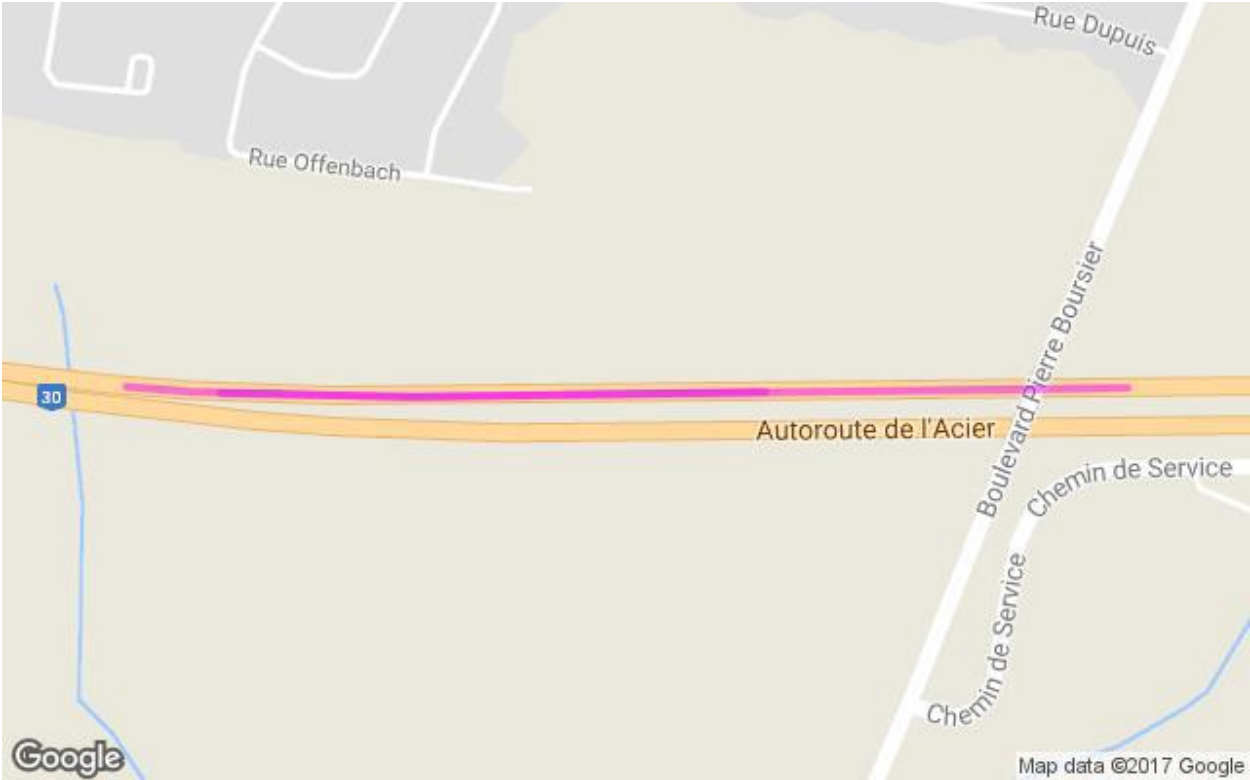 Rue Dupuis
Rue Offenbach
Boulevard Pierre Boursier
30
Autoroute de l'Acier
Chemin de Service
Chemin de Service
Google
Map data ©2017 Google